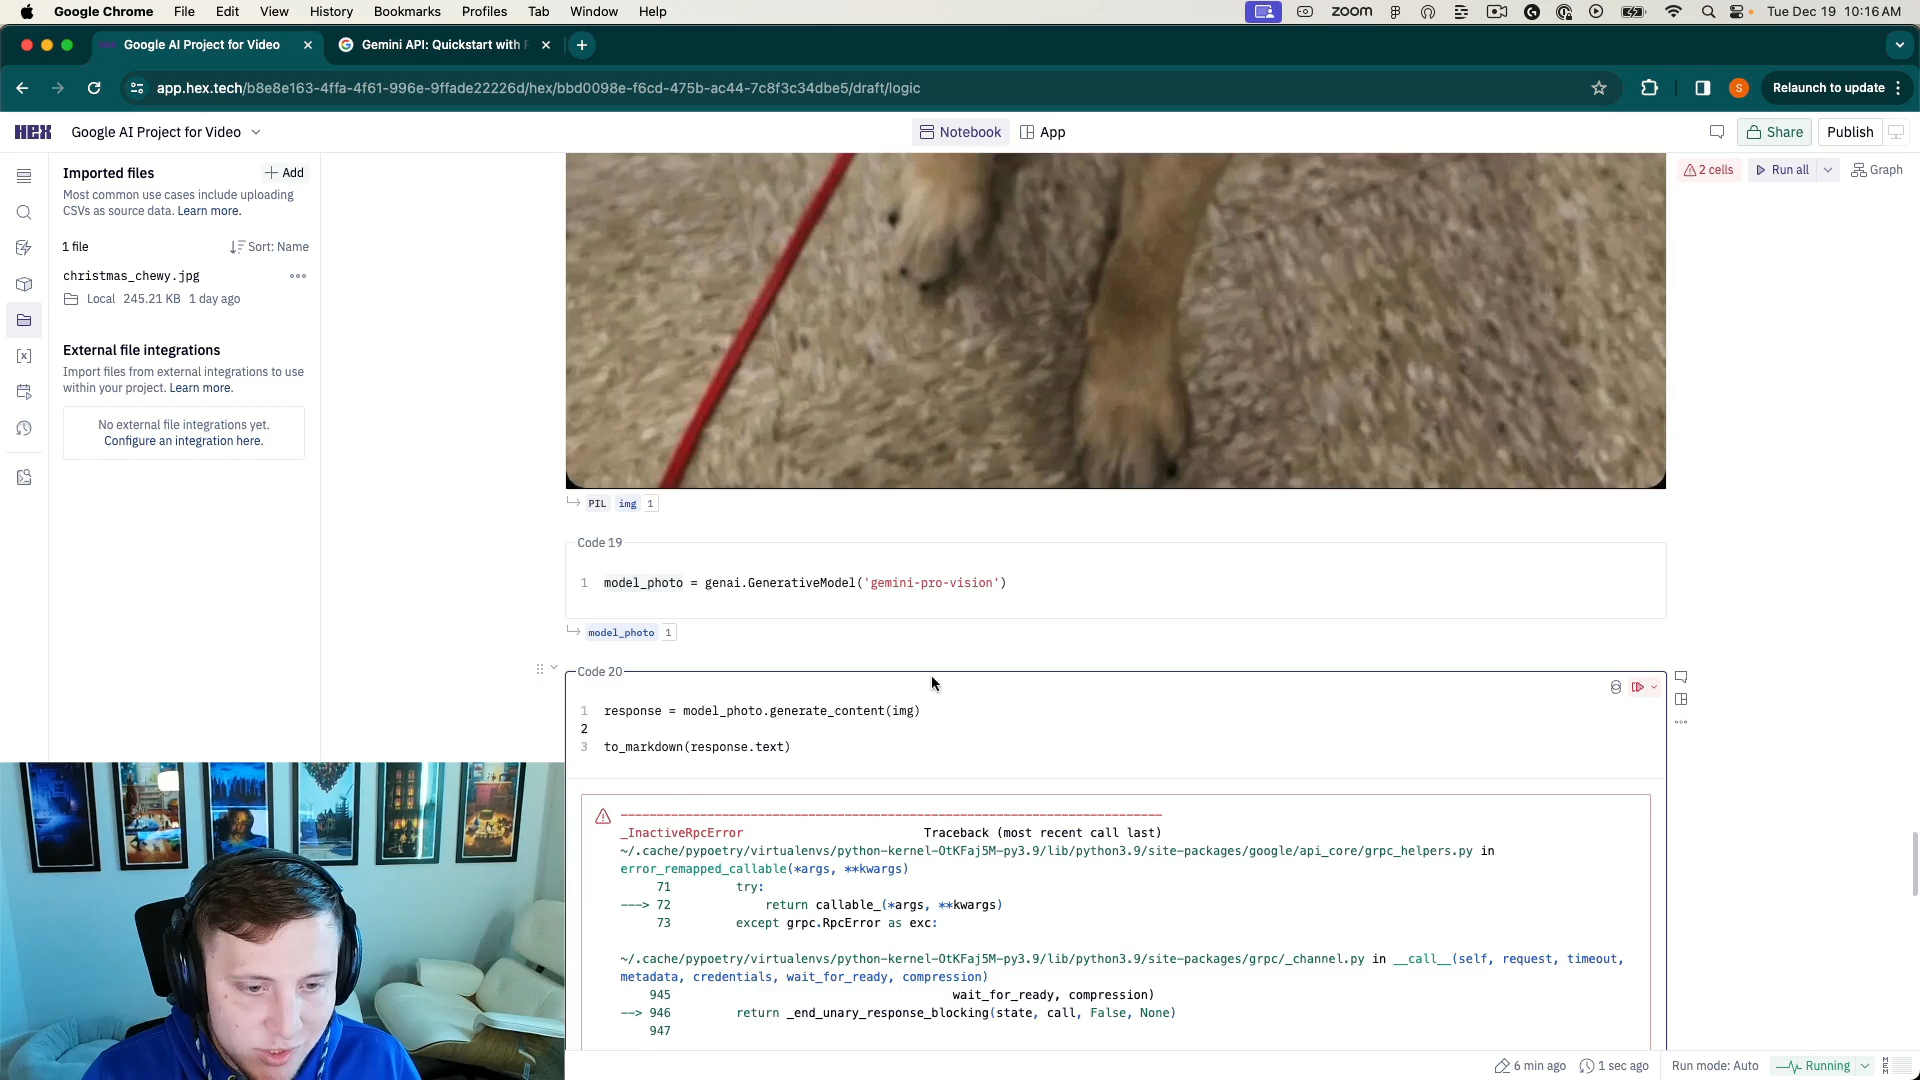 Google Chrome File Edit View History Bookmarks Profiles Tab Window Help zoom Tue Dec 19 10:16 AM
Google AI Project for Video Gemini API: Quickstart with
app.hex.tech/b8e8e163-4ffa-4f61-996e-9ffade22226d/hex/bbd0098e-f6cd-475b-ac44-7c8f3c34dbe5/draft/logic S Relaunch to update
HEX Google AI Project for Video Notebook App Share Publish
Imported files Add
Most common use cases include uploading
CSVs as source data. Learn more.
1 file Sort: Name
christmas_chewy.jpg
Local 245.21 KB 1 day ago
External file integrations
Import files from external integrations to use
within your project. Learn more.
No external file integrations yet.
Configure an integration here.
2 cells Run all Graph
PIL img 1
Code 19
1 model_photo = genai.GenerativeModel('gemini-pro-vision')
model_photo 1
Code 20
1 response = model_photo.generate_content(img)
2
3 to_markdown(response.text)
_InactiveRpcError Traceback (most recent call last)
~/.cache/pypoetry/virtualenvs/python-kernel-OtKFaj5M-py3.9/lib/python3.9/site-packages/google/api_core/grpc_helpers.py in
error_remapped_callable(*args, **kwargs)
71 try:
---> 72 return callable_(*args, **kwargs)
73 except grpc.RpcError as exc:
~/.cache/pypoetry/virtualenvs/python-kernel-OtKFaj5M-py3.9/lib/python3.9/site-packages/grpc/_channel.py in __call__(self, request, timeout,
metadata, credentials, wait_for_ready, compression)
945 wait_for_ready, compression)
--> 946 return _end_unary_response_blocking(state, call, False, None)
947
6 min ago 1 sec ago Run mode: Auto Running